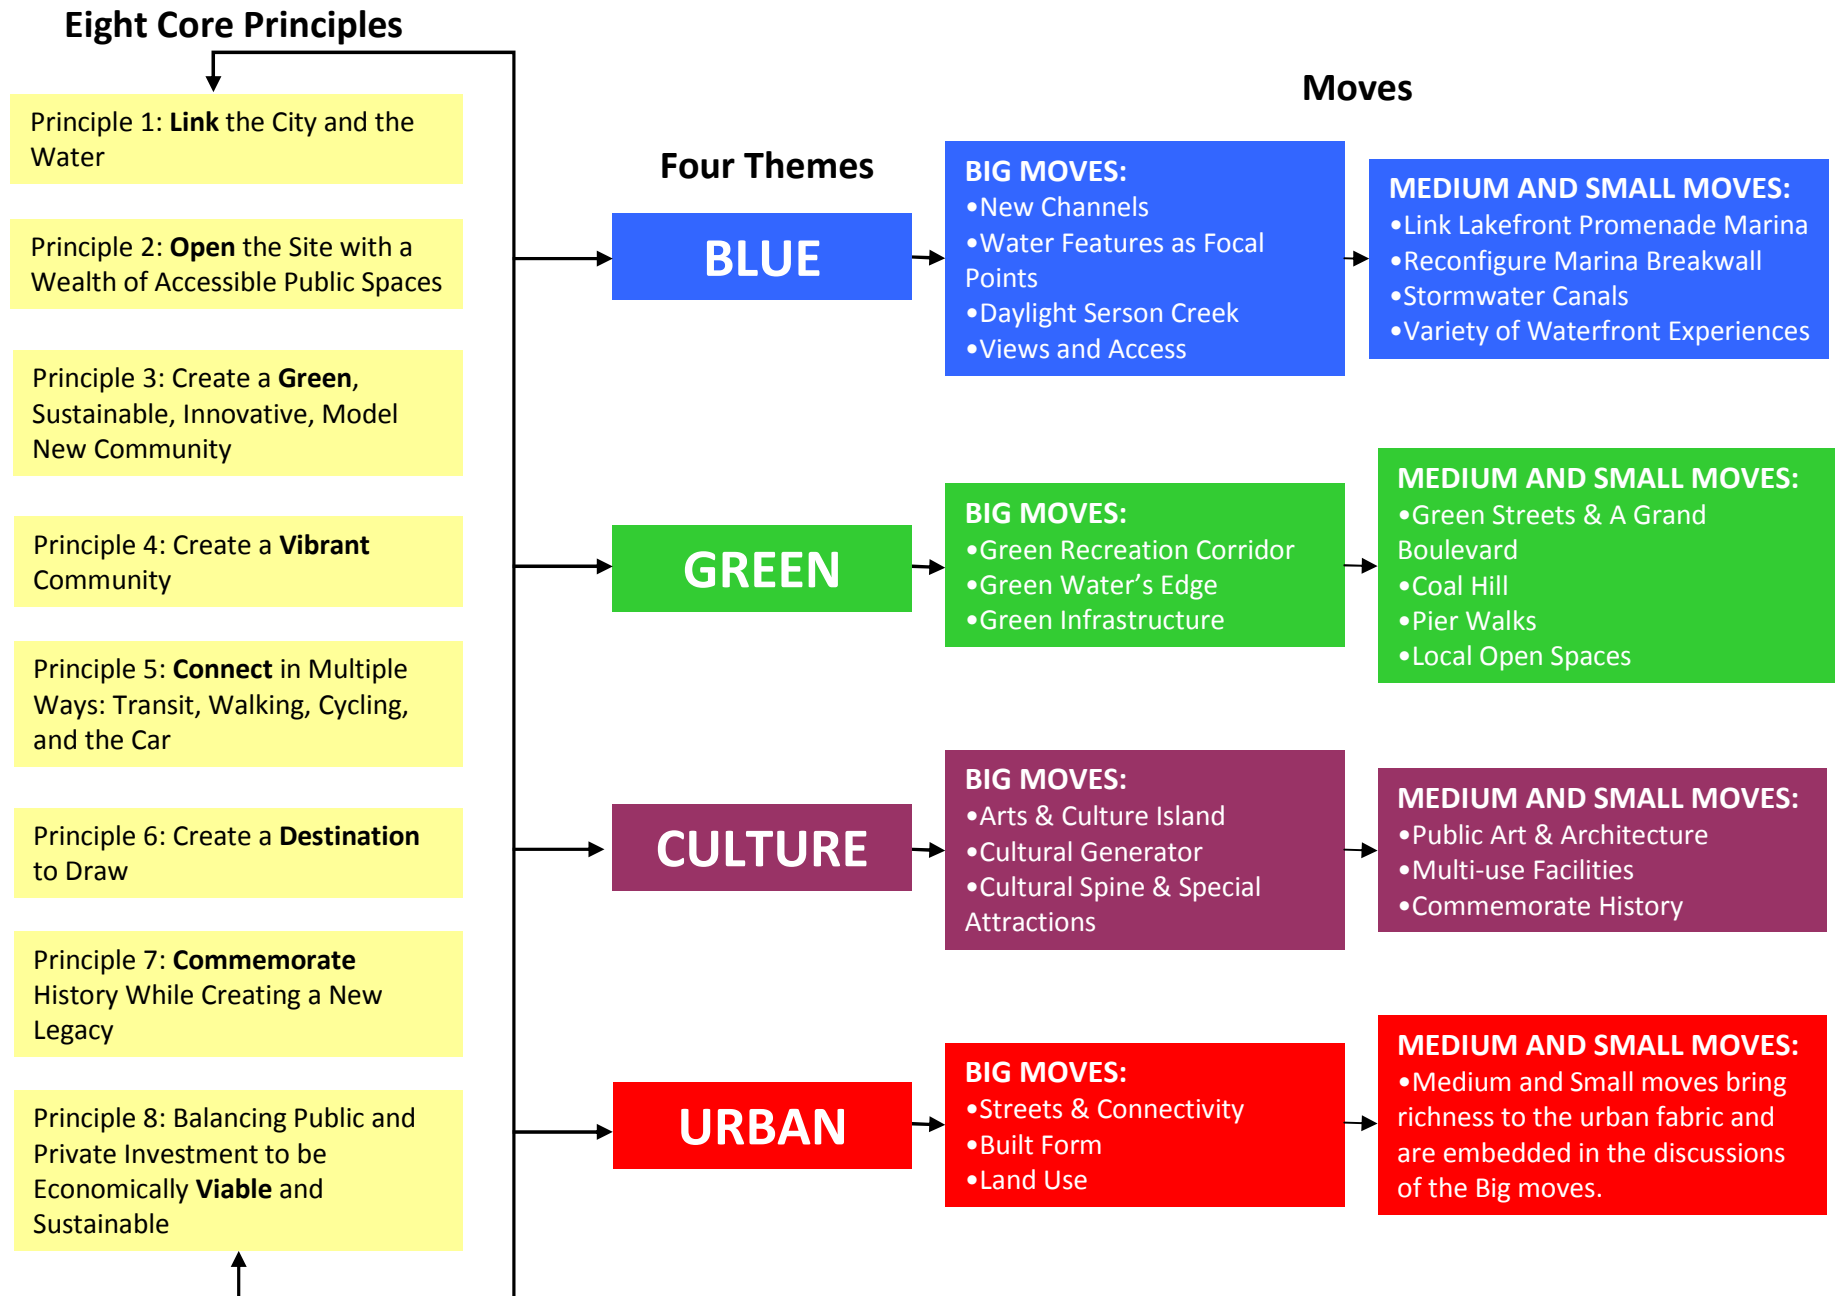 Eight Core Principles
Principle 1: Link the City and the
Water
Principle 2: Open the Site with a
Wealth of Accessible Public Spaces
Principle 3: Create a Green,
Sustainable, Innovative, Model
New Community
Principle 4: Create a Vibrant
Community
Principle 5: Connect in Multiple
Ways: Transit, Walking, Cycling,
and the Car
Principle 6: Create a Destination
to Draw
Principle 7: Commemorate
History While Creating a New
Legacy
Principle 8: Balancing Public and
Private Investment to be
Economically Viable and
Sustainable
Four Themes
Moves
BLUE
BIG MOVES:
•New Channels
•Water Features as Focal
Points
•Daylight Serson Creek
•Views and Access
MEDIUM AND SMALL MOVES:
•Link Lakefront Promenade Marina
•Reconfigure Marina Breakwall
•Stormwater Canals
•Variety of Waterfront Experiences
GREEN
BIG MOVES:
•Green Recreation Corridor
•Green Water’s Edge
•Green Infrastructure
MEDIUM AND SMALL MOVES:
•Green Streets & A Grand
Boulevard
•Coal Hill
•Pier Walks
•Local Open Spaces
CULTURE
BIG MOVES:
•Arts & Culture Island
•Cultural Generator
•Cultural Spine & Special
Attractions
MEDIUM AND SMALL MOVES:
•Public Art & Architecture
•Multi-use Facilities
•Commemorate History
URBAN
BIG MOVES:
•Streets & Connectivity
•Built Form
•Land Use
MEDIUM AND SMALL MOVES:
•Medium and Small moves bring
richness to the urban fabric and
are embedded in the discussions
of the Big moves.